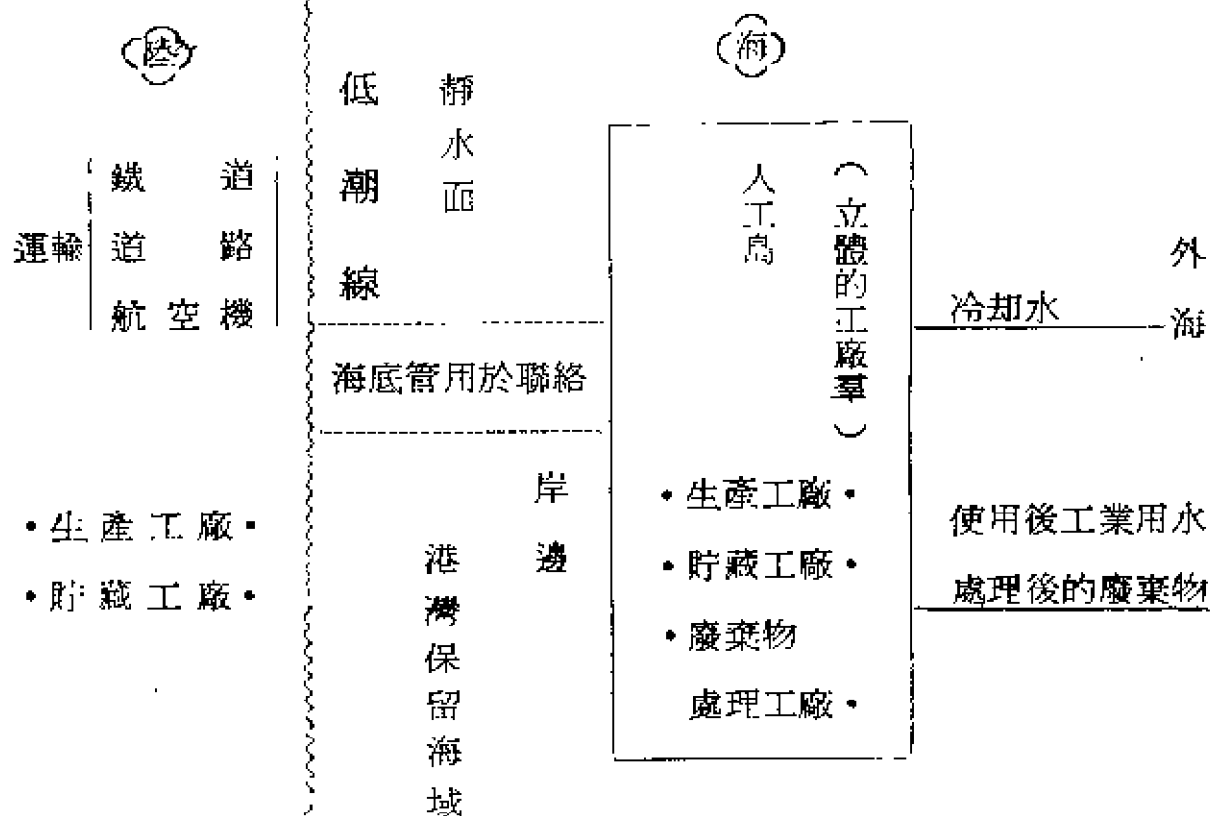 陸
海
低潮線
靜水面
運輸
鐵道
道路
航空機
人工島
(立體的工廠羣)
冷却水
外海
海底管用於聯絡
岸邊
港灣保留海域
•生產工廠•
•貯藏工廠•
•生產工廠•
•貯藏工廠•
•廢棄物
處理工廠•
使用後工業用水
處理後的廢棄物